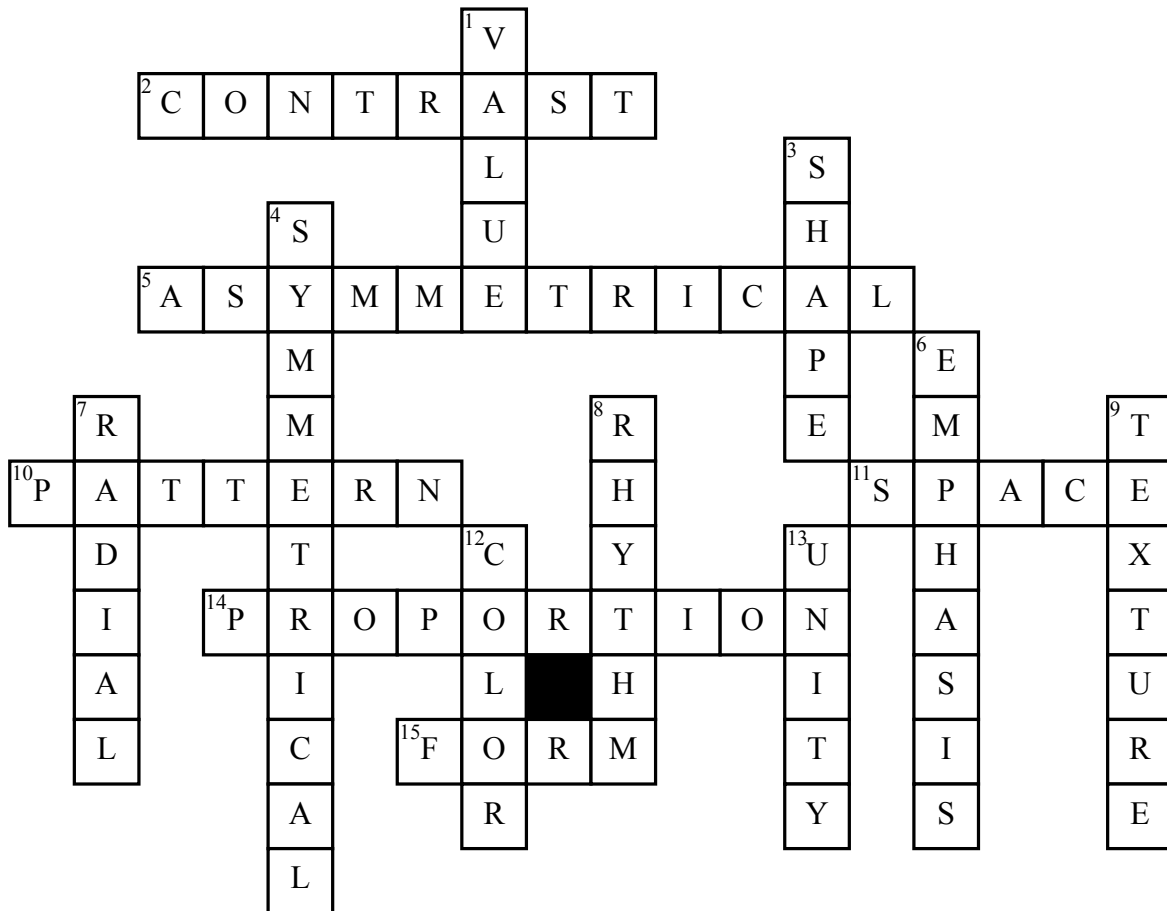 1 V
2 C O N T R A S T
L 3 S
4 S U H
5 A S Y M M E T R I C A L
M P 6 E
7 R M 8 R E M 9 T
10 P A T T E R N H 11 S P A C E
D T 12 C Y 13 U H X
I 14 P R O P O R T I O N A T
A I L H I S U
L C 15 F O R M T I R
A R Y S E
L